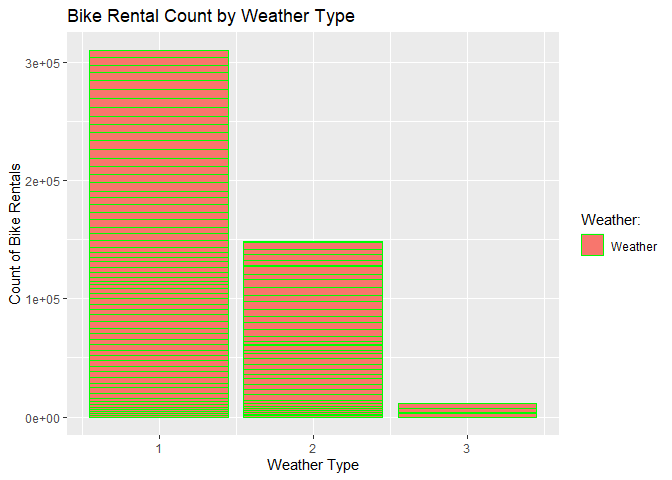 Bike Rental Count by Weather Type
3e+05
2e+05
1e+05
0e+00
Count of Bike Rentals
1 2 3
Weather Type
Weather:
Weather